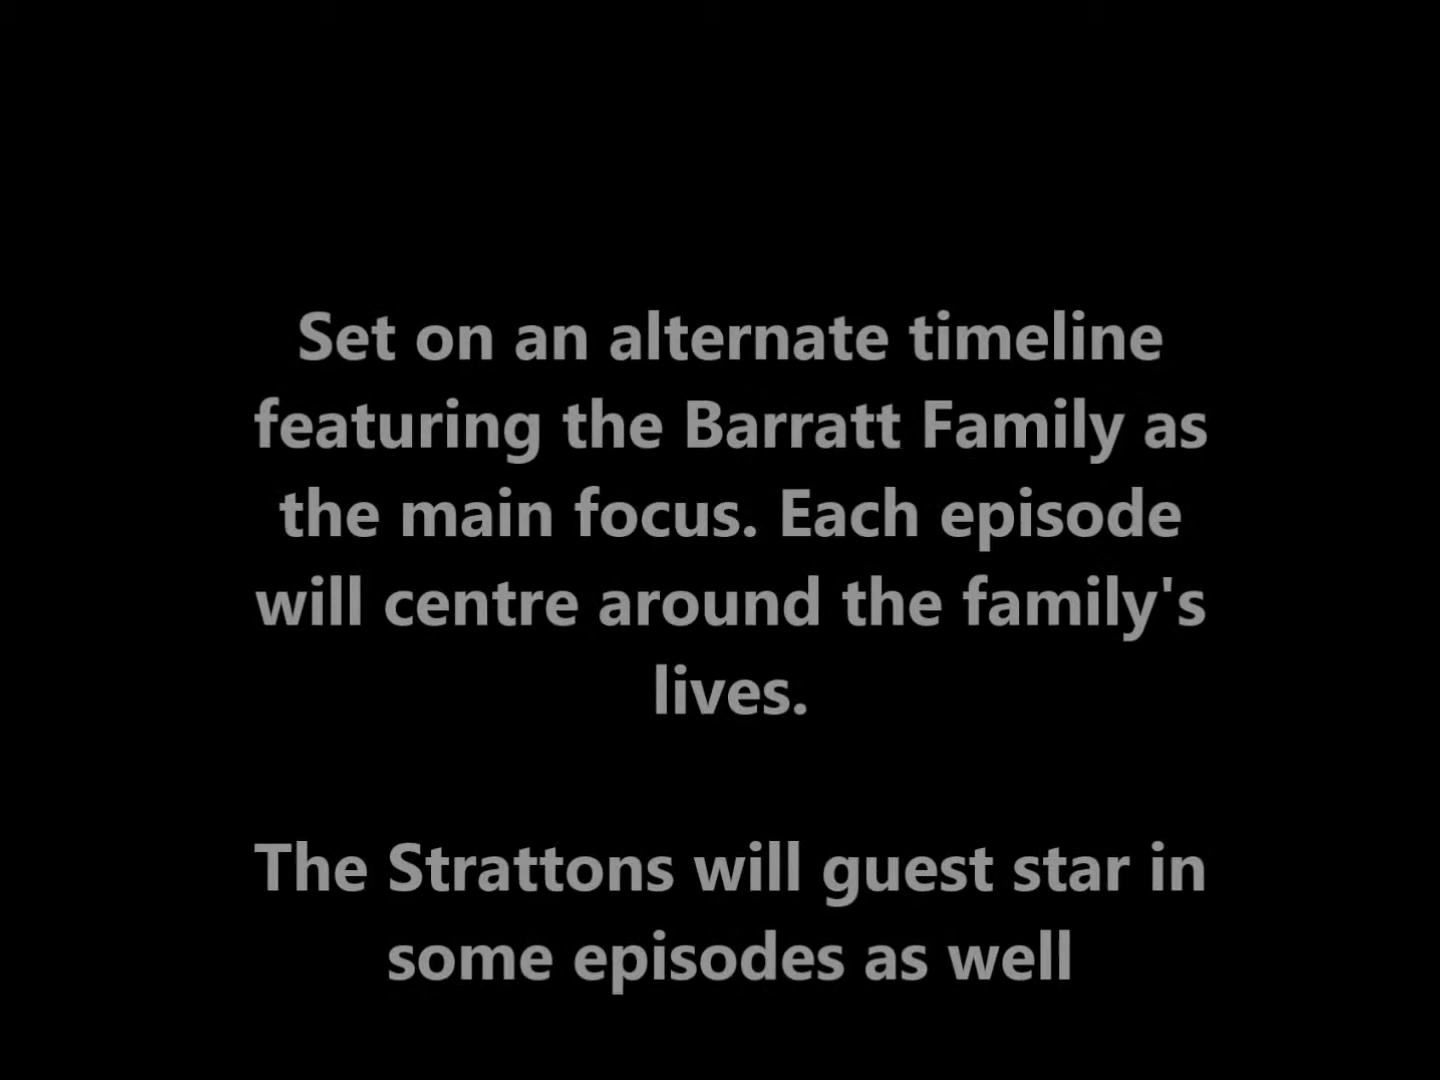 Set on an alternate timeline
featuring the Barratt Family as
the main focus. Each episode
will centre around the family's
lives.
The Strattons will guest star in
some episodes as well